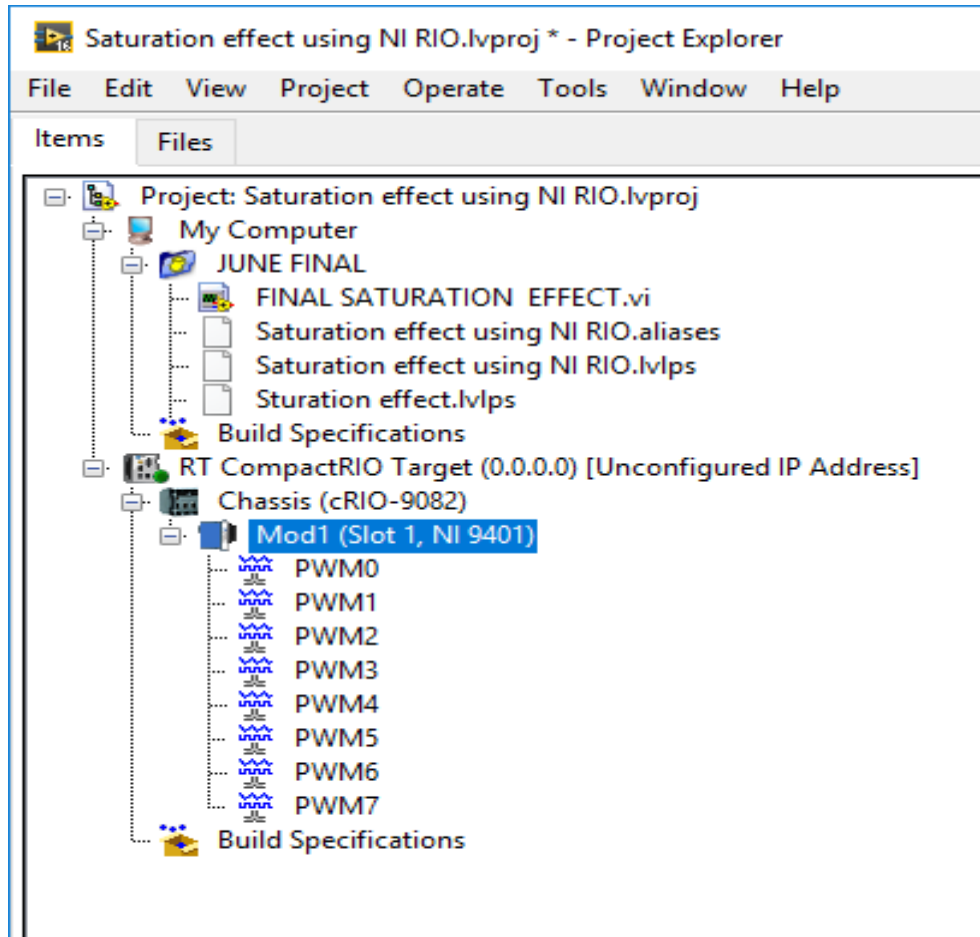 Saturation effect using NI RIO.lvproj * - Project Explorer
File Edit View Project Operate Tools Window Help
Items Files
Project: Saturation effect using NI RIO.lvproj
My Computer
JUNE FINAL
FINAL SATURATION  EFFECT.vi
Saturation effect using NI RIO.aliases
Saturation effect using NI RIO.lvlps
Sturation effect.lvlps
Build Specifications
RT CompactRIO Target (0.0.0.0) [Unconfigured IP Address]
Chassis (cRIO-9082)
Mod1 (Slot 1, NI 9401)
PWM0
PWM1
PWM2
PWM3
PWM4
PWM5
PWM6
PWM7
Build Specifications